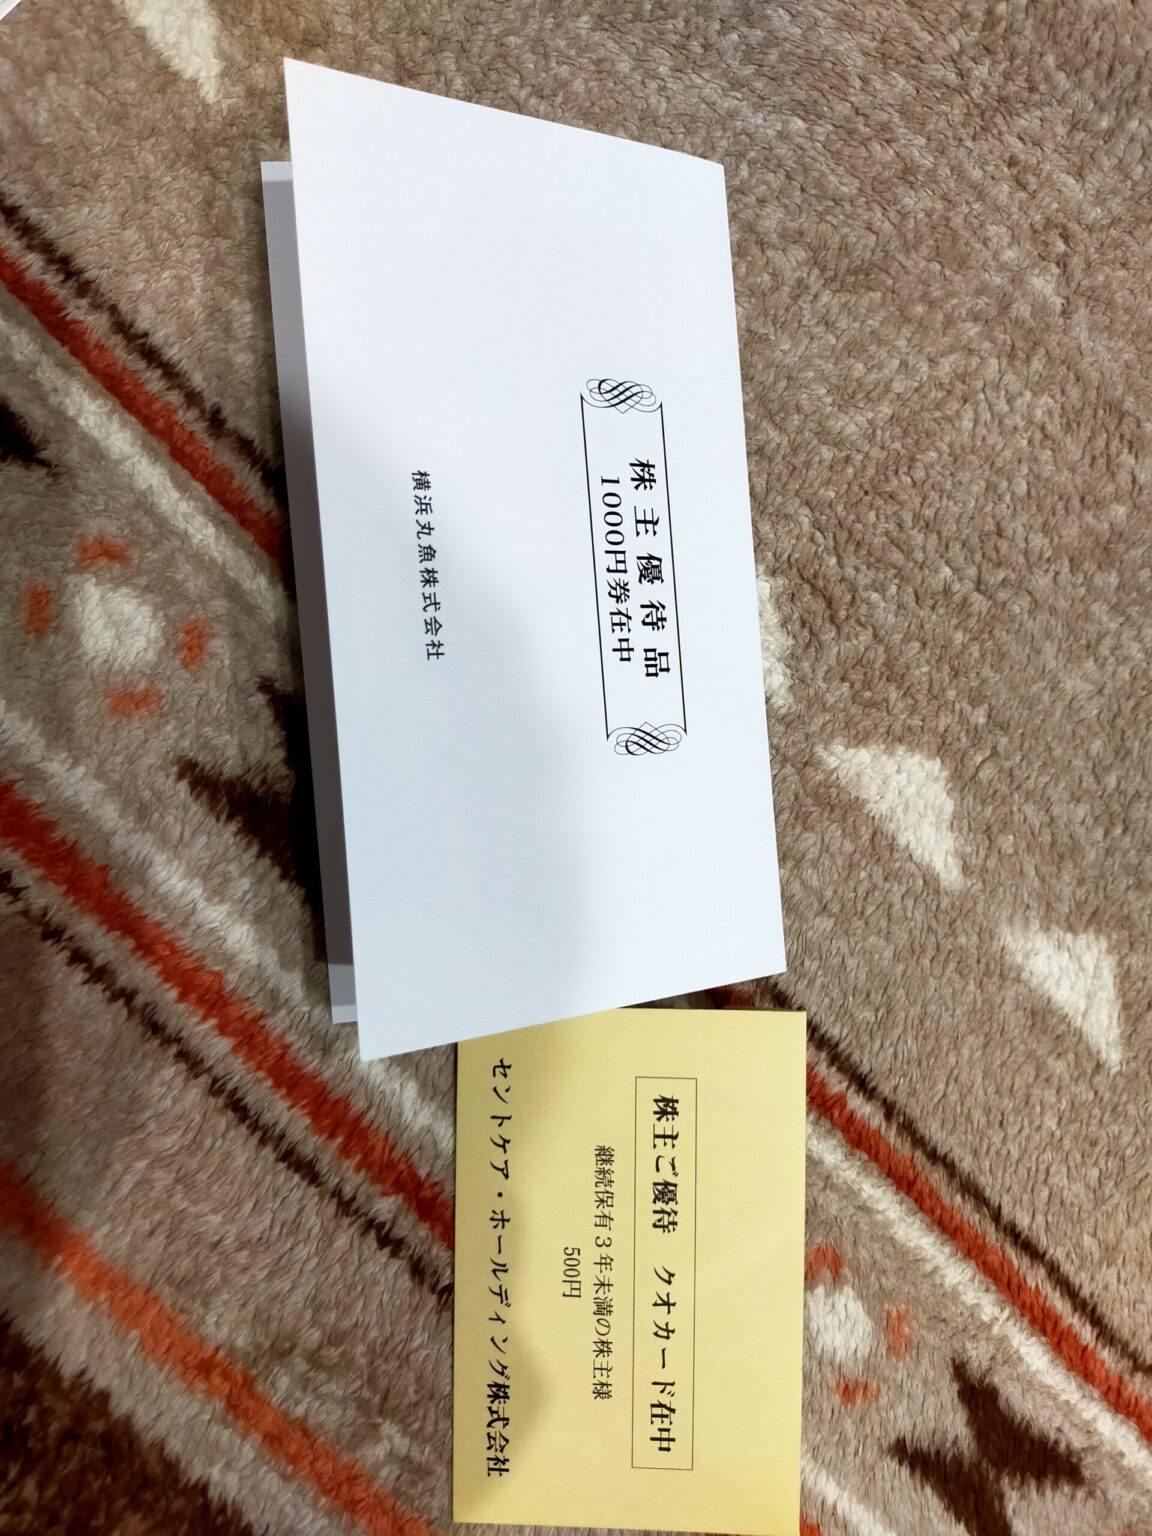 株主優待品
1000円券在中
横浜丸魚株式会社
株主ご優待　クオカード在中
継続保有３年未満の株主様
500円
セントケア・ホールディング株式会社